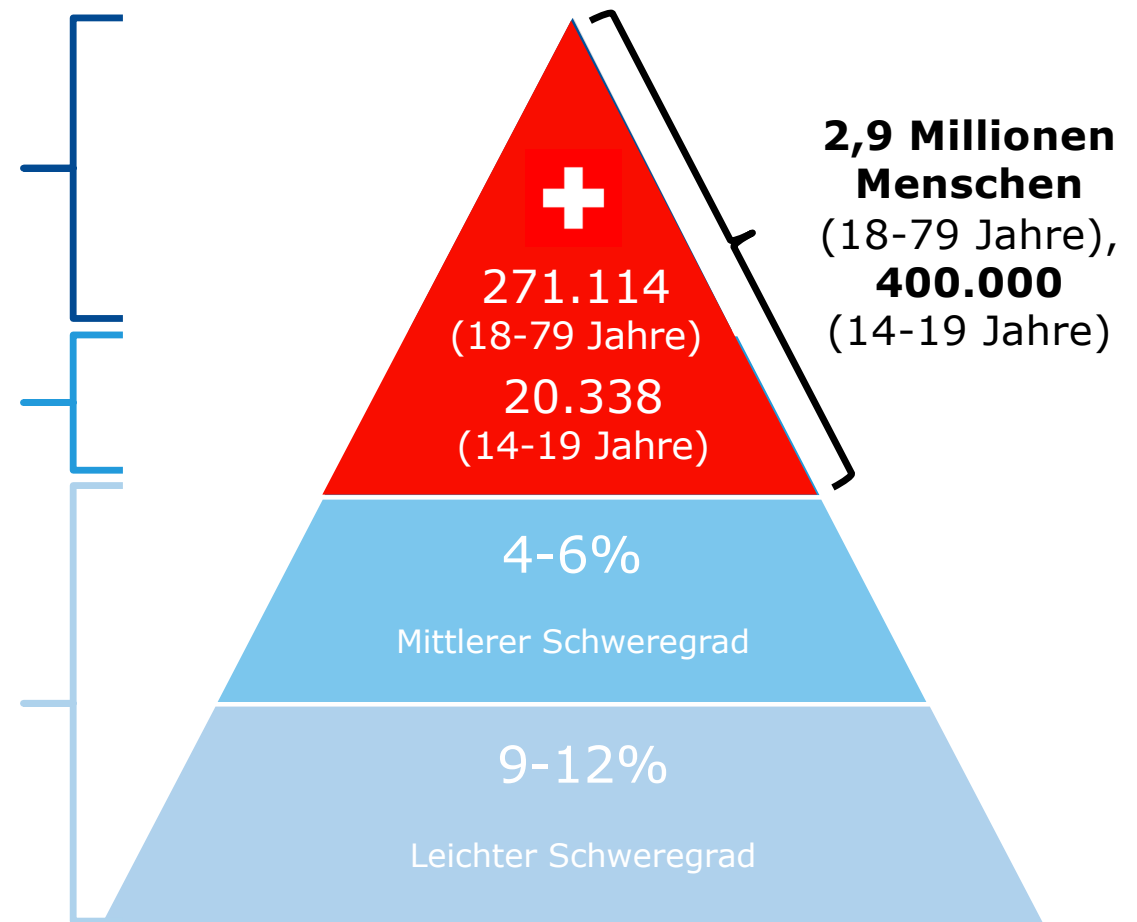 2,9 Millionen
Menschen
(18-79 Jahre),
400.000
(14-19 Jahre)
271.114
(18-79 Jahre)
20.338
(14-19 Jahre)
4-6%
Mittlerer Schweregrad
9-12%
Leichter Schweregrad